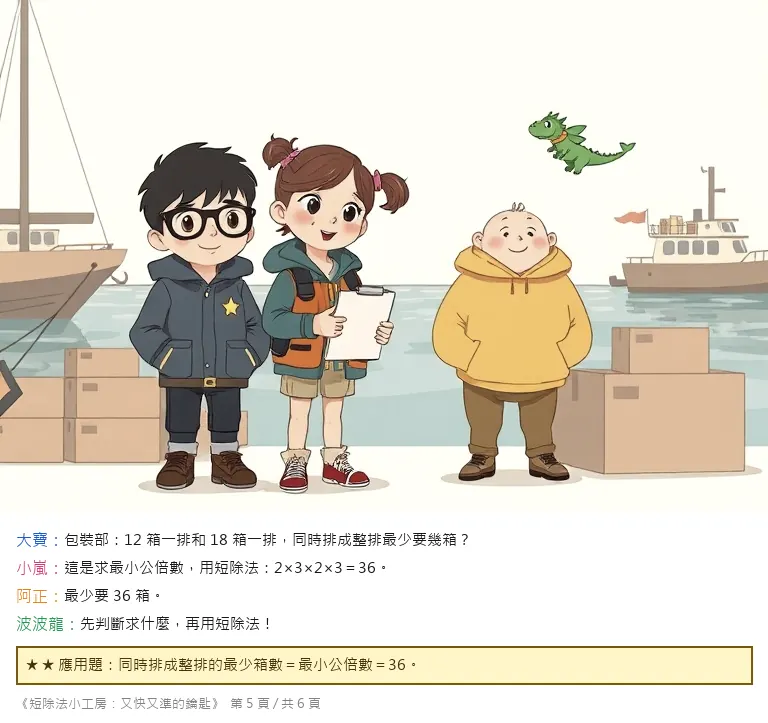 大寶：包裝部：12 箱一排和 18 箱一排，同時排成整排最少要幾箱？
小嵐：這是求最小公倍數，用短除法：2×3×2×3＝36。
阿正：最少要 36 箱。
波波龍：先判斷求什麼，再用短除法！
★★ 應用題：同時排成整排的最少箱數＝最小公倍數＝36。
《短除法小工房：又快又準的鑰匙》 第 5 頁 / 共 6 頁